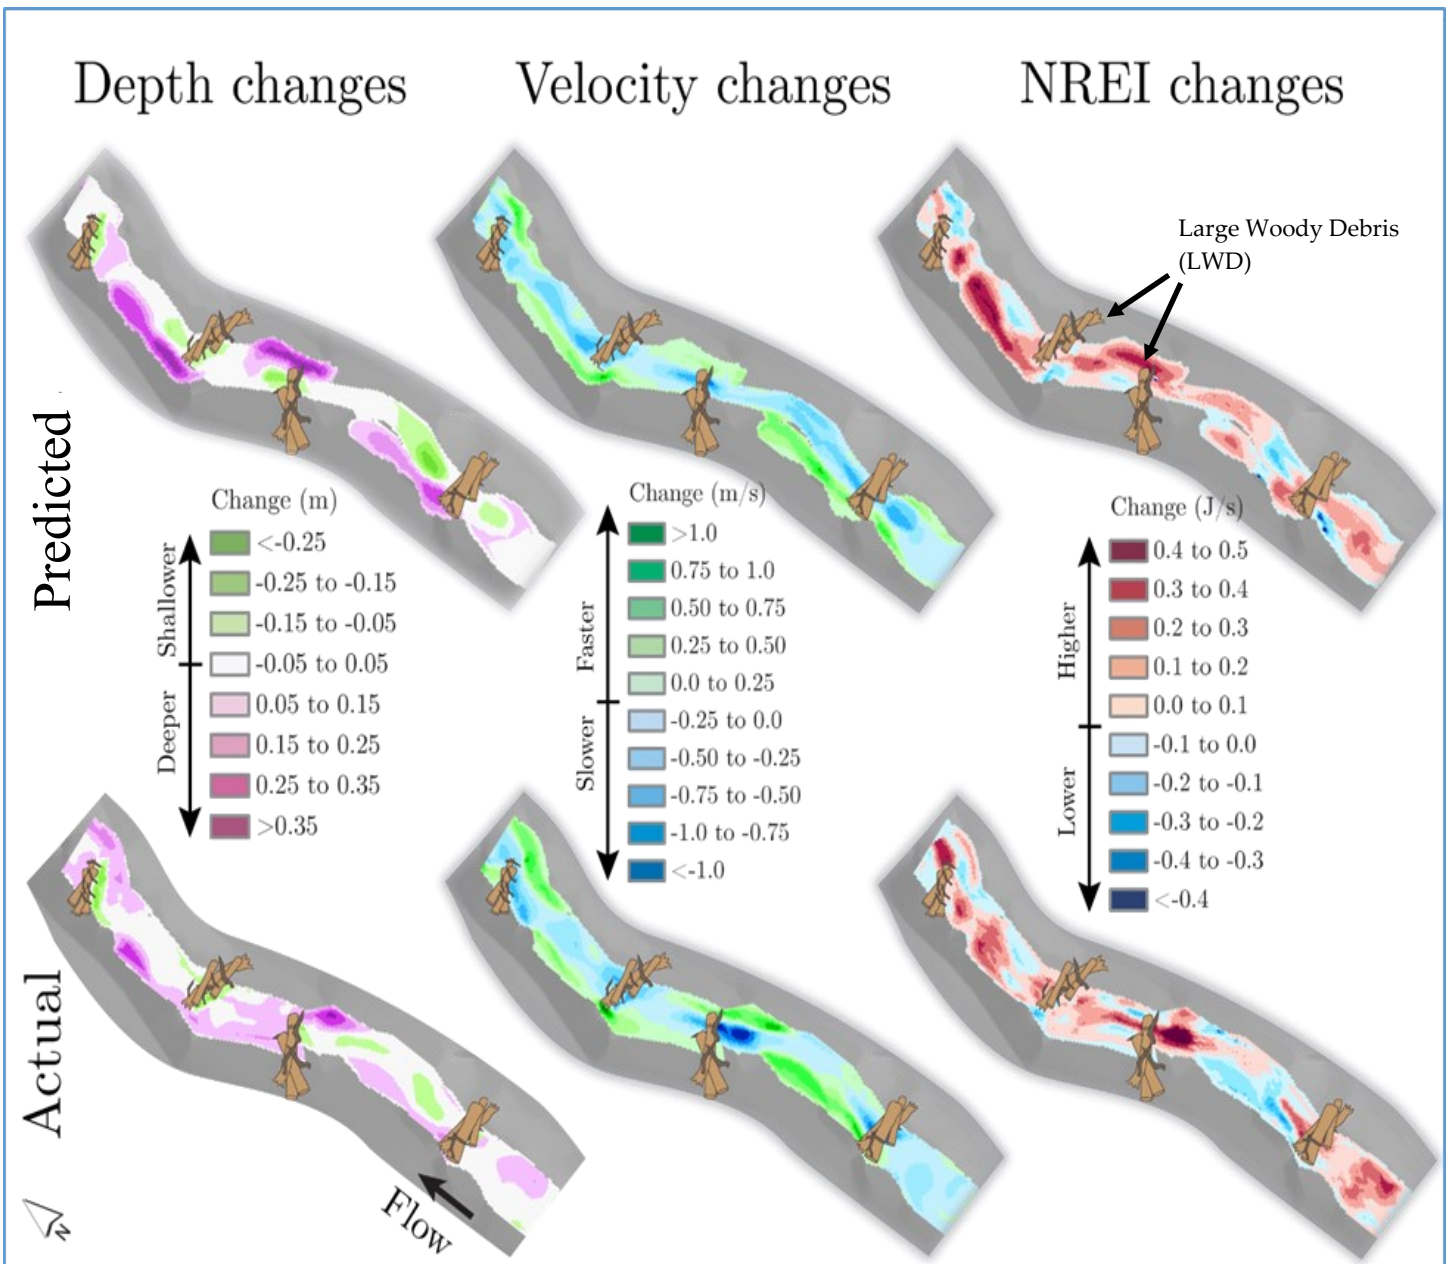 Depth changes
Velocity changes
NREI changes
Large Woody Debris
(LWD)
Predicted
Change (m)
Shallower
Deeper
<-0.25
-0.25 to -0.15
-0.15 to -0.05
-0.05 to 0.05
0.05 to 0.15
0.15 to 0.25
0.25 to 0.35
>0.35
Change (m/s)
Faster
Slower
>1.0
0.75 to 1.0
0.50 to 0.75
0.25 to 0.50
0.0 to 0.25
-0.25 to 0.0
-0.50 to -0.25
-0.75 to -0.50
-1.0 to -0.75
<-1.0
Change (J/s)
Higher
Lower
0.4 to 0.5
0.3 to 0.4
0.2 to 0.3
0.1 to 0.2
0.0 to 0.1
-0.1 to 0.0
-0.2 to -0.1
-0.3 to -0.2
-0.4 to -0.3
<-0.4
Actual
Flow
N